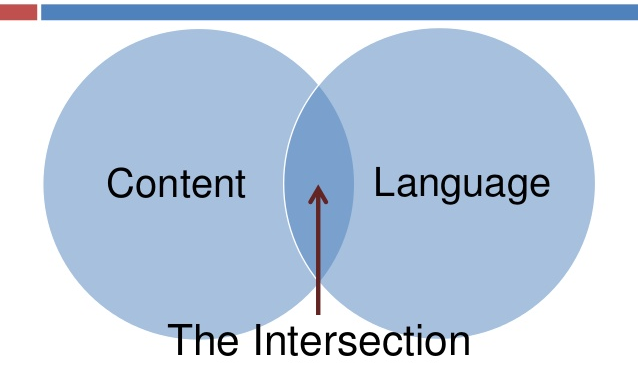 Content Language
The Intersection